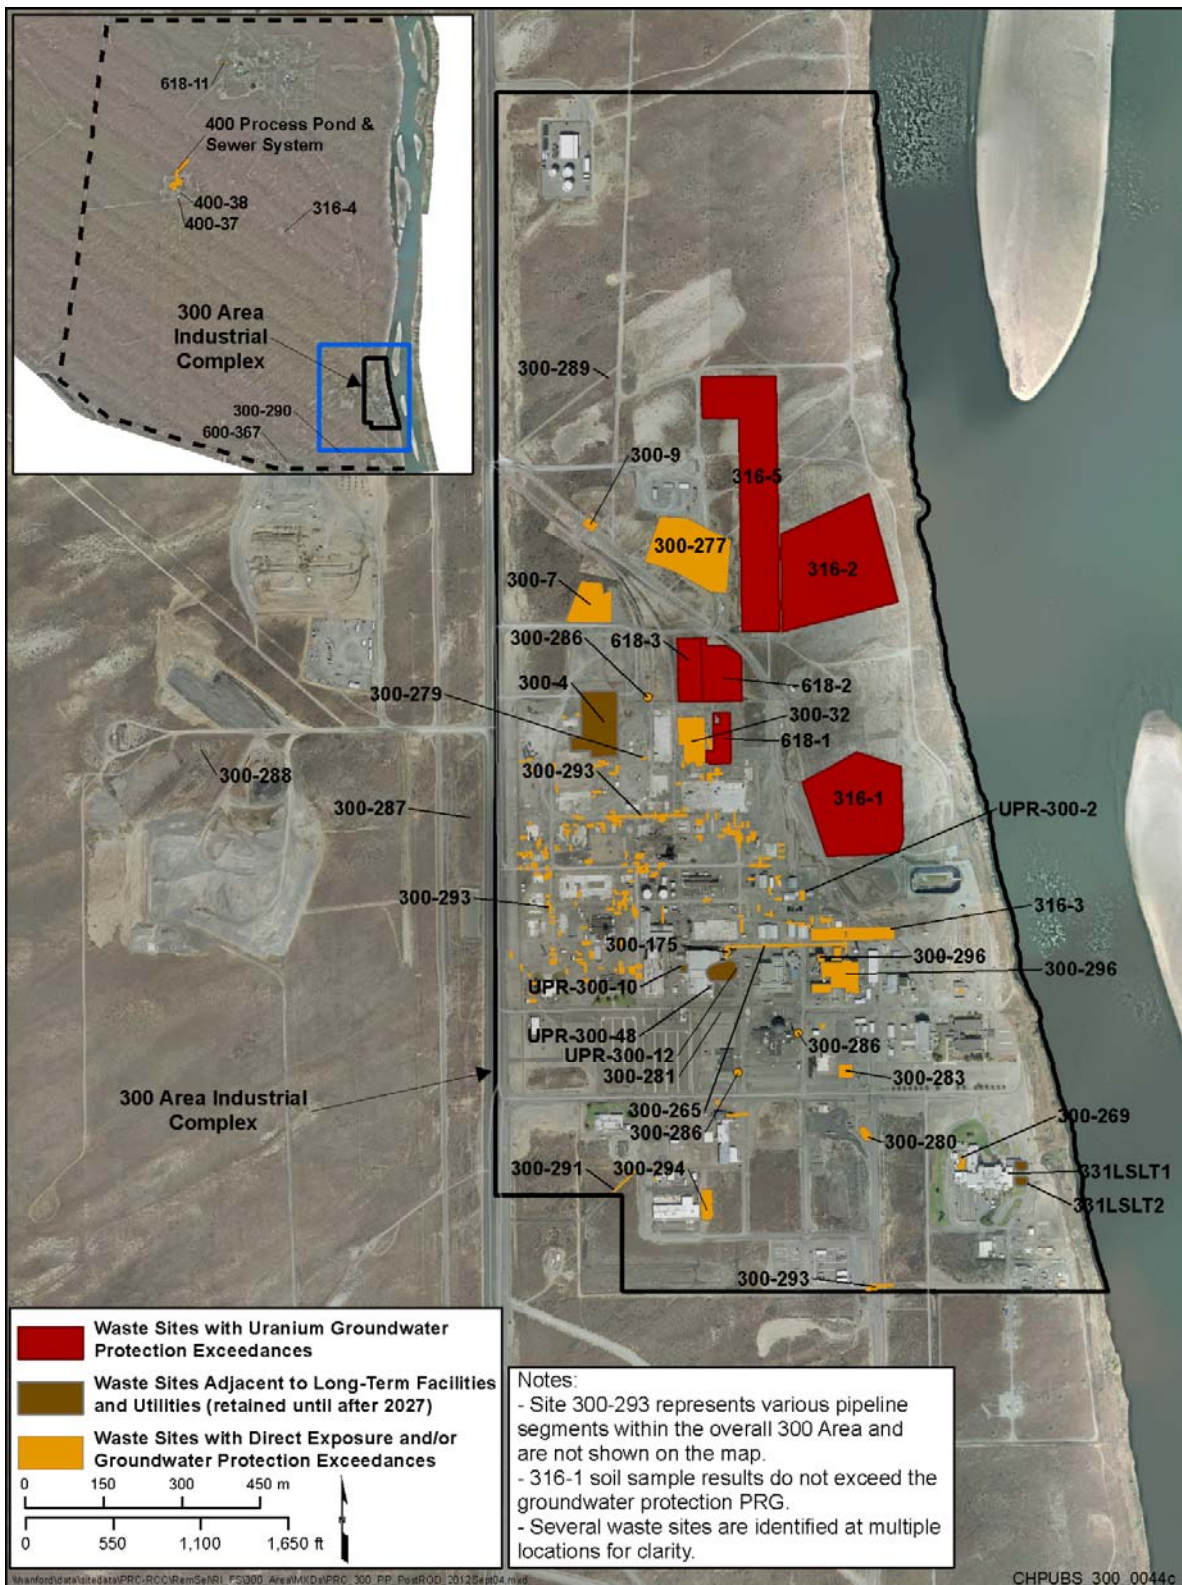 618-11
400 Process Pond &
Sewer System
400-38
400-37
316-4
300 Area
Industrial
Complex
300-290
600-367
300-289
300-9
316-5
300-277
316-2
300-7
300-286
618-3
300-4
618-2
300-279
300-32
618-1
300-293
300-288
300-287
316-1
UPR-300-2
300-293
316-3
300-175
300-296
300-296
UPR-300-10
UPR-300-48
300-286
UPR-300-12
300-281
300-283
300 Area Industrial
Complex
300-265
300-269
300-286
300-280
300-291
300-294
331LSLT1
331LSLT2
300-293
Waste Sites with Uranium Groundwater
Protection Exceedances
Waste Sites Adjacent to Long-Term Facilities
and Utilities (retained until after 2027)
Waste Sites with Direct Exposure and/or
Groundwater Protection Exceedances
0 150 300 450 m
0 550 1,100 1,650 ft
Notes:
- Site 300-293 represents various pipeline
segments within the overall 300 Area and
are not shown on the map.
- 316-1 soil sample results do not exceed the
groundwater protection PRG.
- Several waste sites are identified at multiple
locations for clarity.
CHPUBS_300_0044c